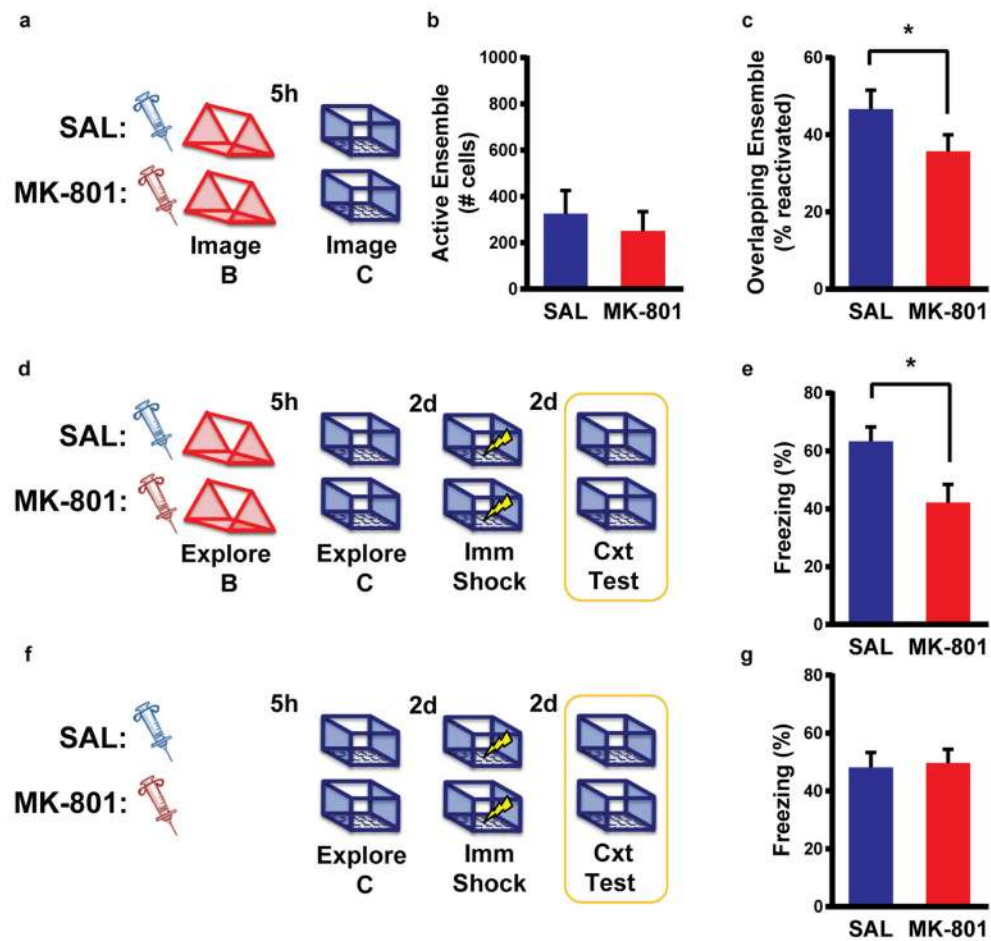 a
5h
SAL:
MK-801:
Image
B
Image
C
b
Active Ensemble
(# cells)
1000
800
600
400
200
0
SAL MK-801
c
Overlapping Ensemble
(% reactivated)
60
40
20
0
*
SAL MK-801
d
5h 2d 2d
SAL:
MK-801:
Explore
B
Explore
C
Imm
Shock
Cxt
Test
e
Freezing (%)
80
60
40
20
0
*
SAL MK-801
f
5h 2d 2d
SAL:
MK-801:
Explore
C
Imm
Shock
Cxt
Test
g
Freezing (%)
80
60
40
20
0
SAL MK-801